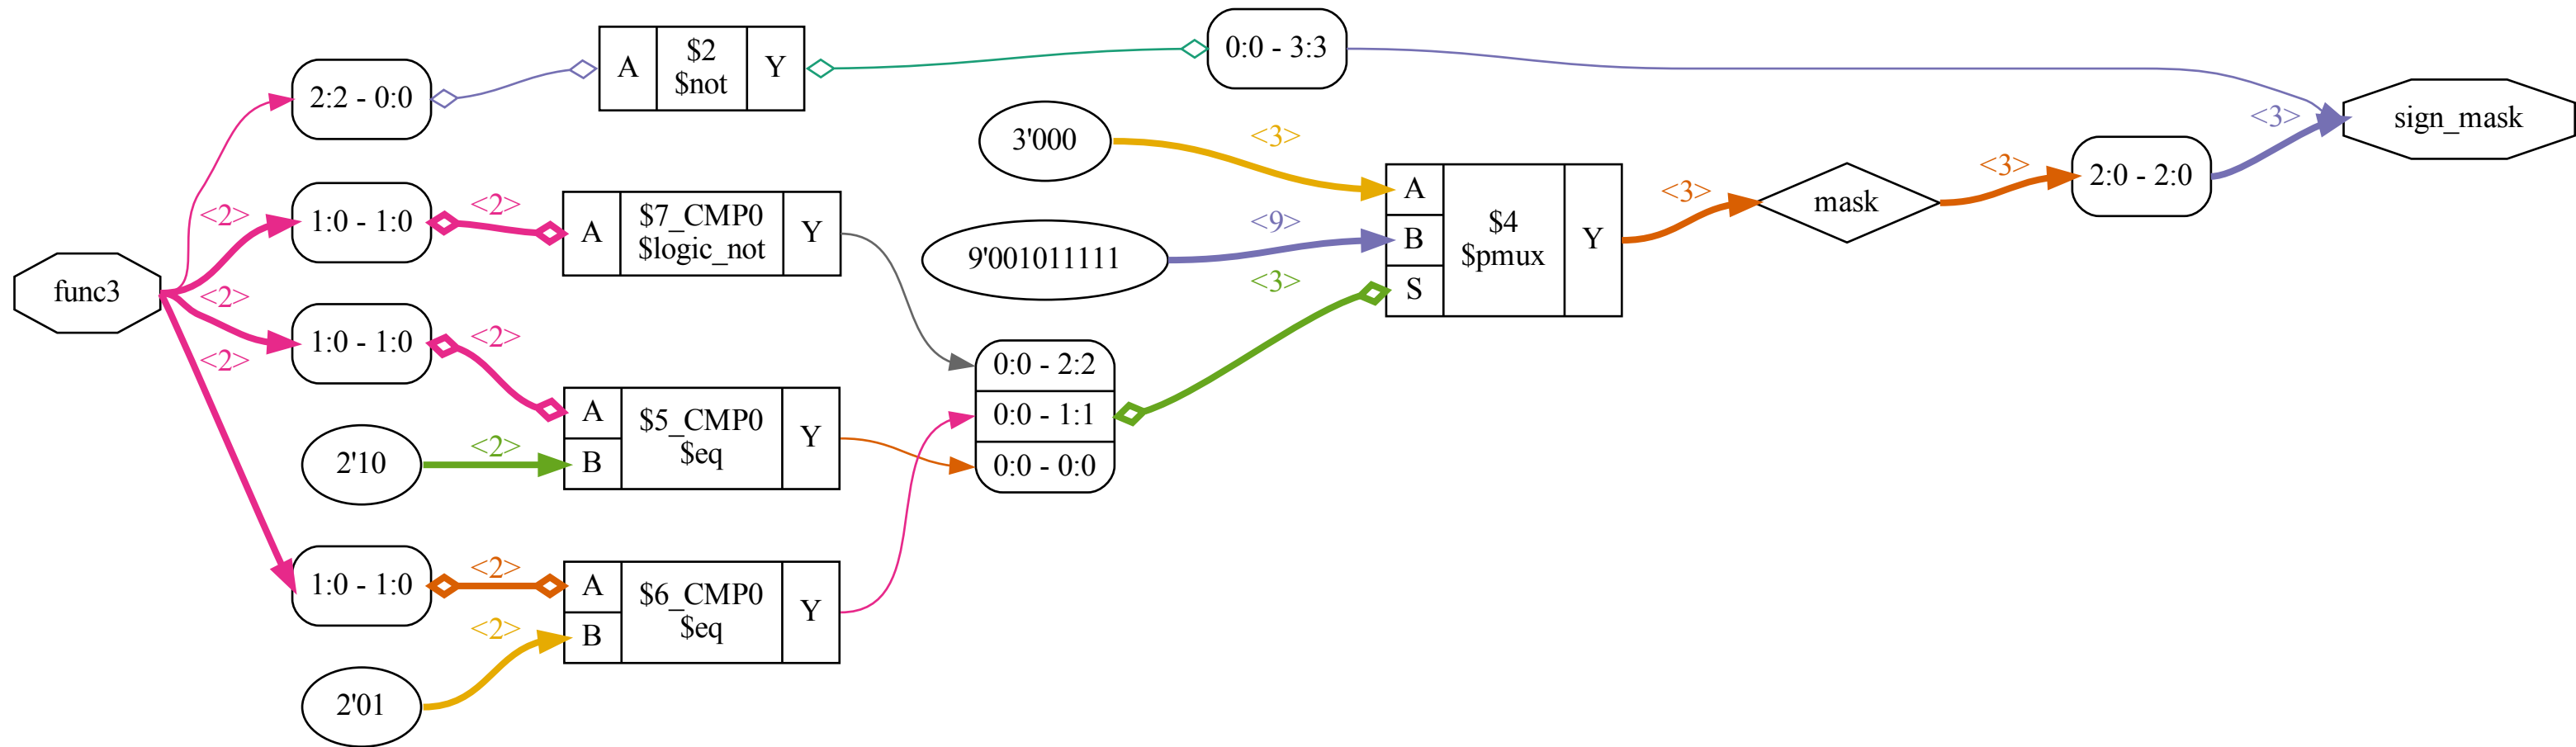 func3
2:2 - 0:0
<2>
1:0 - 1:0
<2>
<2>
1:0 - 1:0
<2>
<2>
2'10
<2>
1:0 - 1:0
<2>
2'01
<2>
A
$2
$not
Y
A
$7_CMP0
$logic_not
Y
A
B
$5_CMP0
$eq
Y
A
B
$6_CMP0
$eq
Y
0:0 - 3:3
3'000
<3>
9'001011111
<9>
<3>
0:0 - 2:2
0:0 - 1:1
0:0 - 0:0
A
B
S
$4
$pmux
Y
<3>
mask
<3>
2:0 - 2:0
<3>
sign_mask